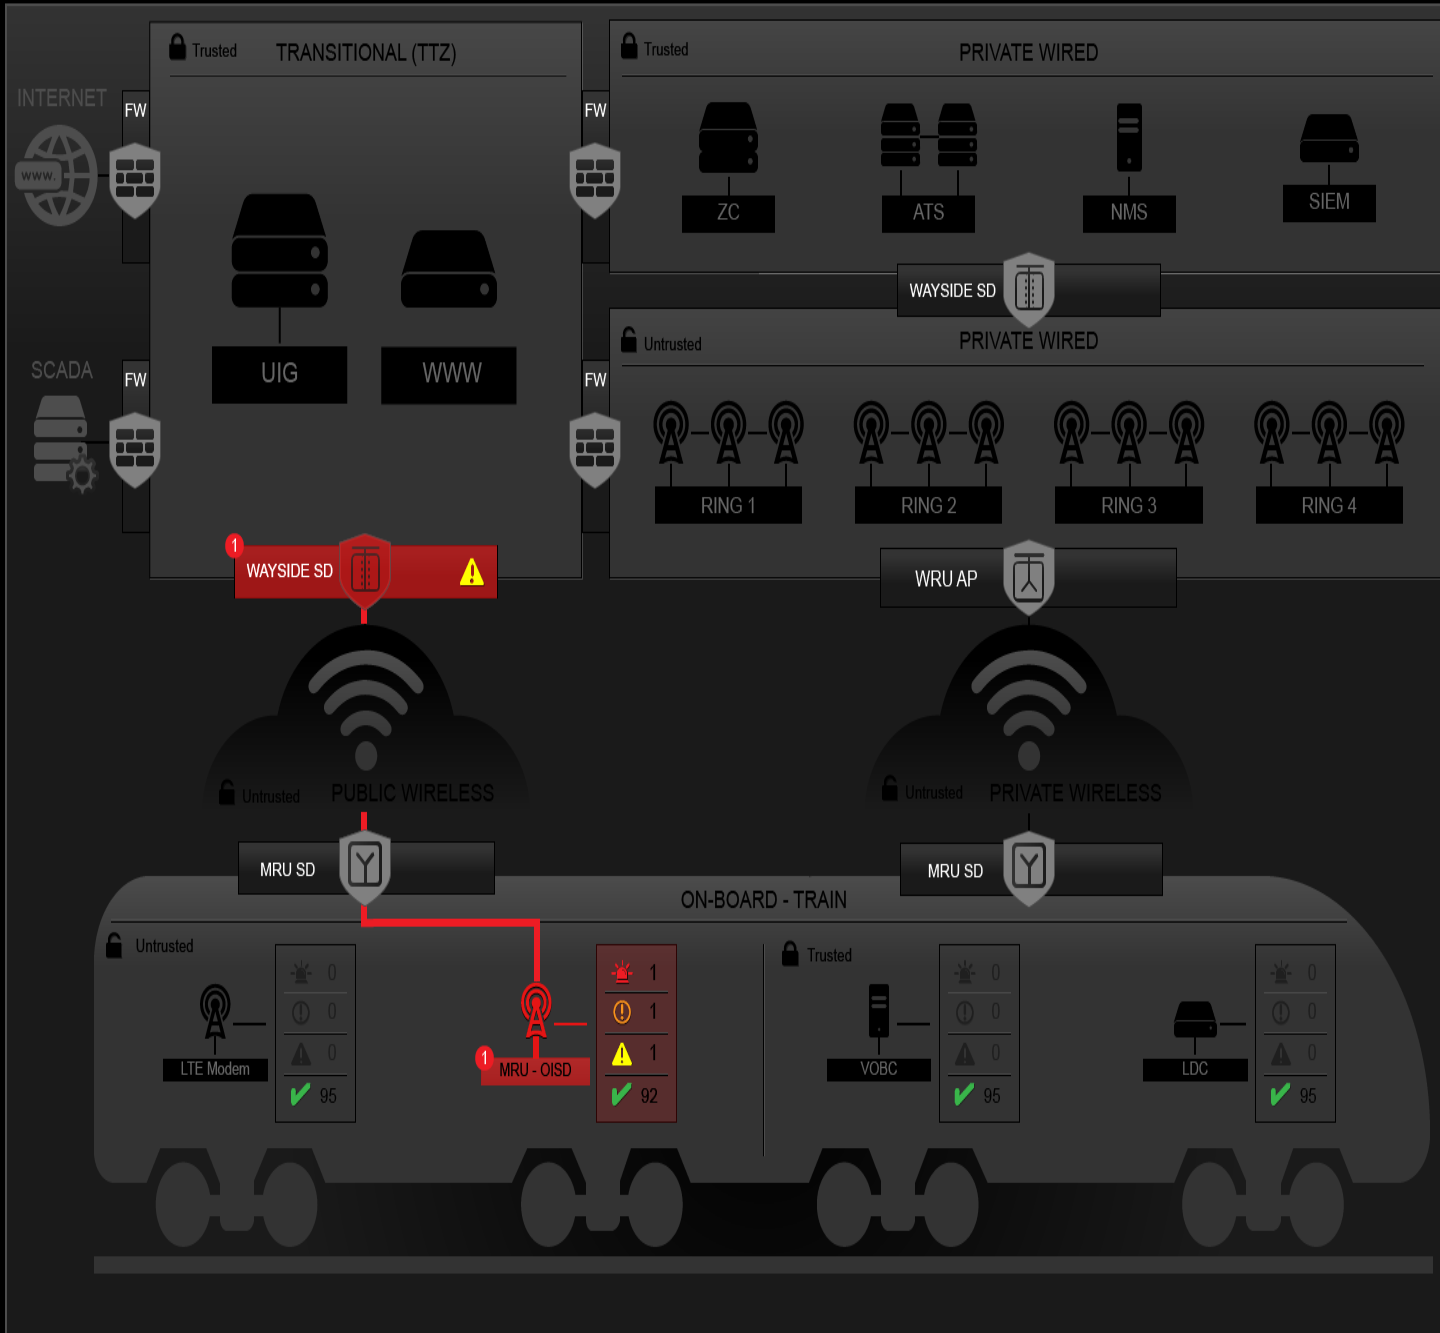 Trusted
TRANSITIONAL (TTZ)
Trusted
PRIVATE WIRED
INTERNET
FW
FW
www.
ZC
ATS
NMS
SIEM
WAYSIDE SD
UIG
WWW
Untrusted
PRIVATE WIRED
SCADA
FW
FW
RING 1
RING 2
RING 3
RING 4
1
WAYSIDE SD
WRU AP
Untrusted
PUBLIC WIRELESS
Untrusted
PRIVATE WIRELESS
MRU SD
MRU SD
ON-BOARD - TRAIN
Untrusted
Trusted
LTE Modem
0
0
0
95
1
MRU - OISD
1
1
1
92
VOBC
0
0
0
95
LDC
0
0
0
95